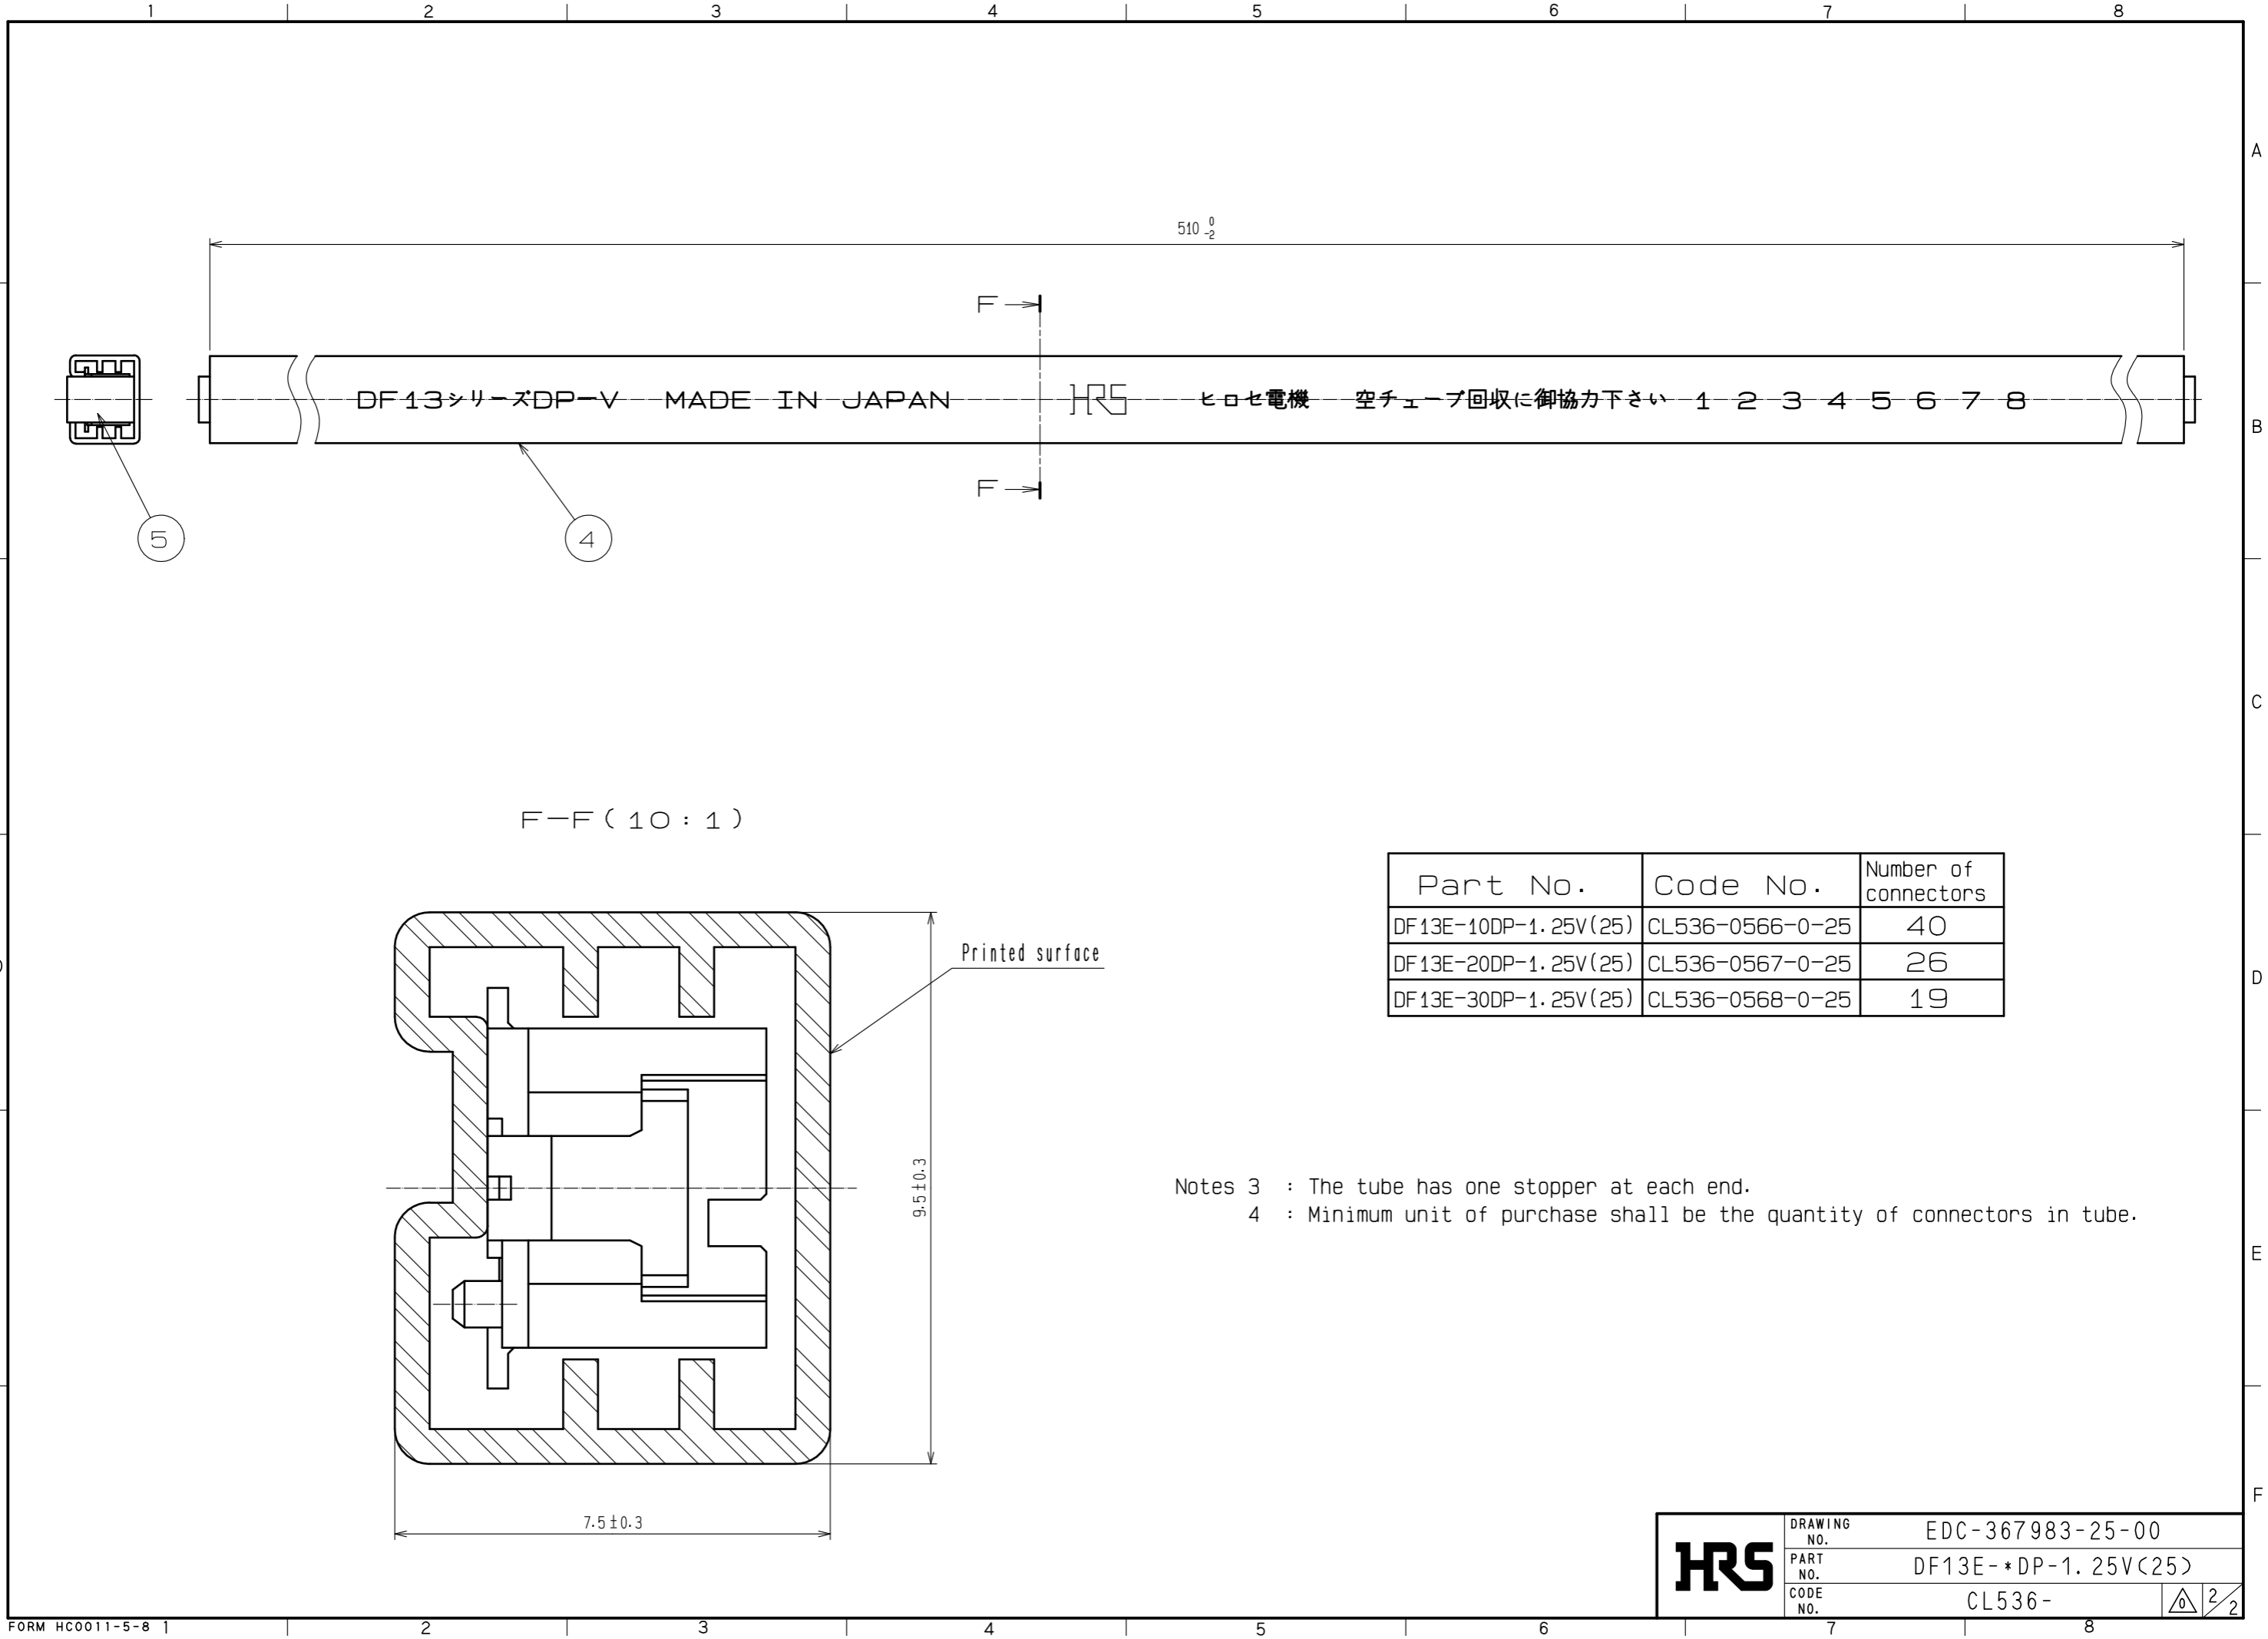 1 2 3 4 5 6 7 8
A
510 0 -2
F
DF13シリーズDP-V MADE IN JAPAN HRS ヒロセ電機 空チューブ回収に御協力下さい 1 2 3 4 5 6 7 8
B
F
5 4
C
F-F(10:1)
Part No. Code No. Number of connectors
DF13E-10DP-1.25V(25) CL536-0566-0-25 40
DF13E-20DP-1.25V(25) CL536-0567-0-25 26
DF13E-30DP-1.25V(25) CL536-0568-0-25 19
Printed surface
D
9.5±0.3
Notes 3 : The tube has one stopper at each end.
4 : Minimum unit of purchase shall be the quantity of connectors in tube.
E
7.5±0.3
F
HRS
DRAWING NO. EDC-367983-25-00
PART NO. DF13E-*DP-1.25V(25)
CODE NO. CL536- 0 2/2
FORM HC0011-5-8 1 2 3 4 5 6 7 8